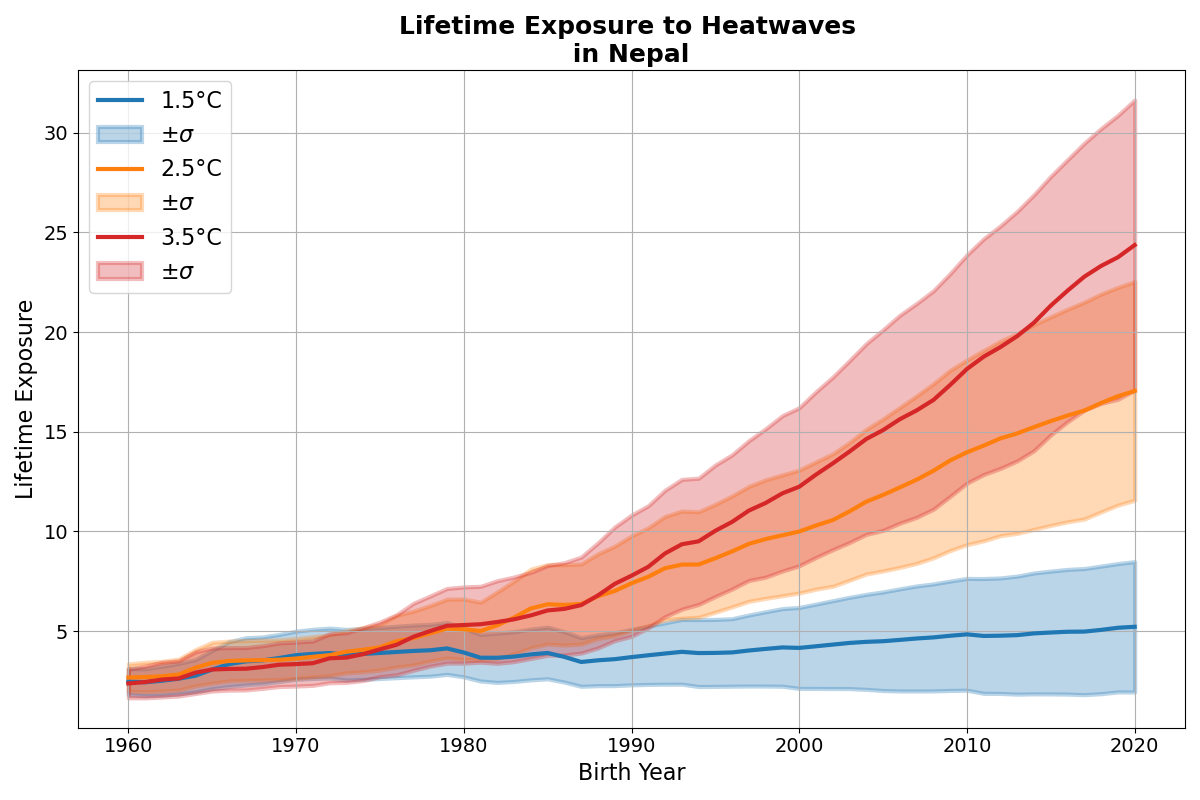 Lifetime Exposure to Heatwaves
in Nepal
1.5°C
±σ
2.5°C
±σ
3.5°C
±σ
Lifetime Exposure
30
25
20
15
10
5
1960 1970 1980 1990 2000 2010 2020
Birth Year